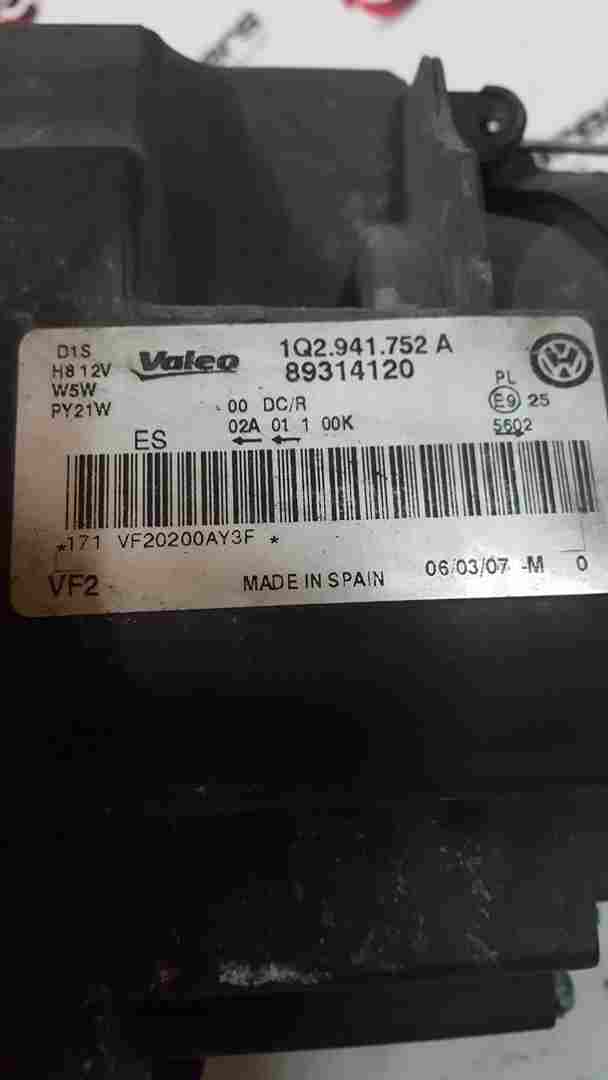 D1S
H8 12V
W5W
PY21W
Valeo
1Q2.941.752 A
89314120
00 DC/R
02A 01 1 00K
PL
E9 25
5602
ES
*171 VF20200AY3F *
VF2
MADE IN SPAIN
06/03/07 -M 0